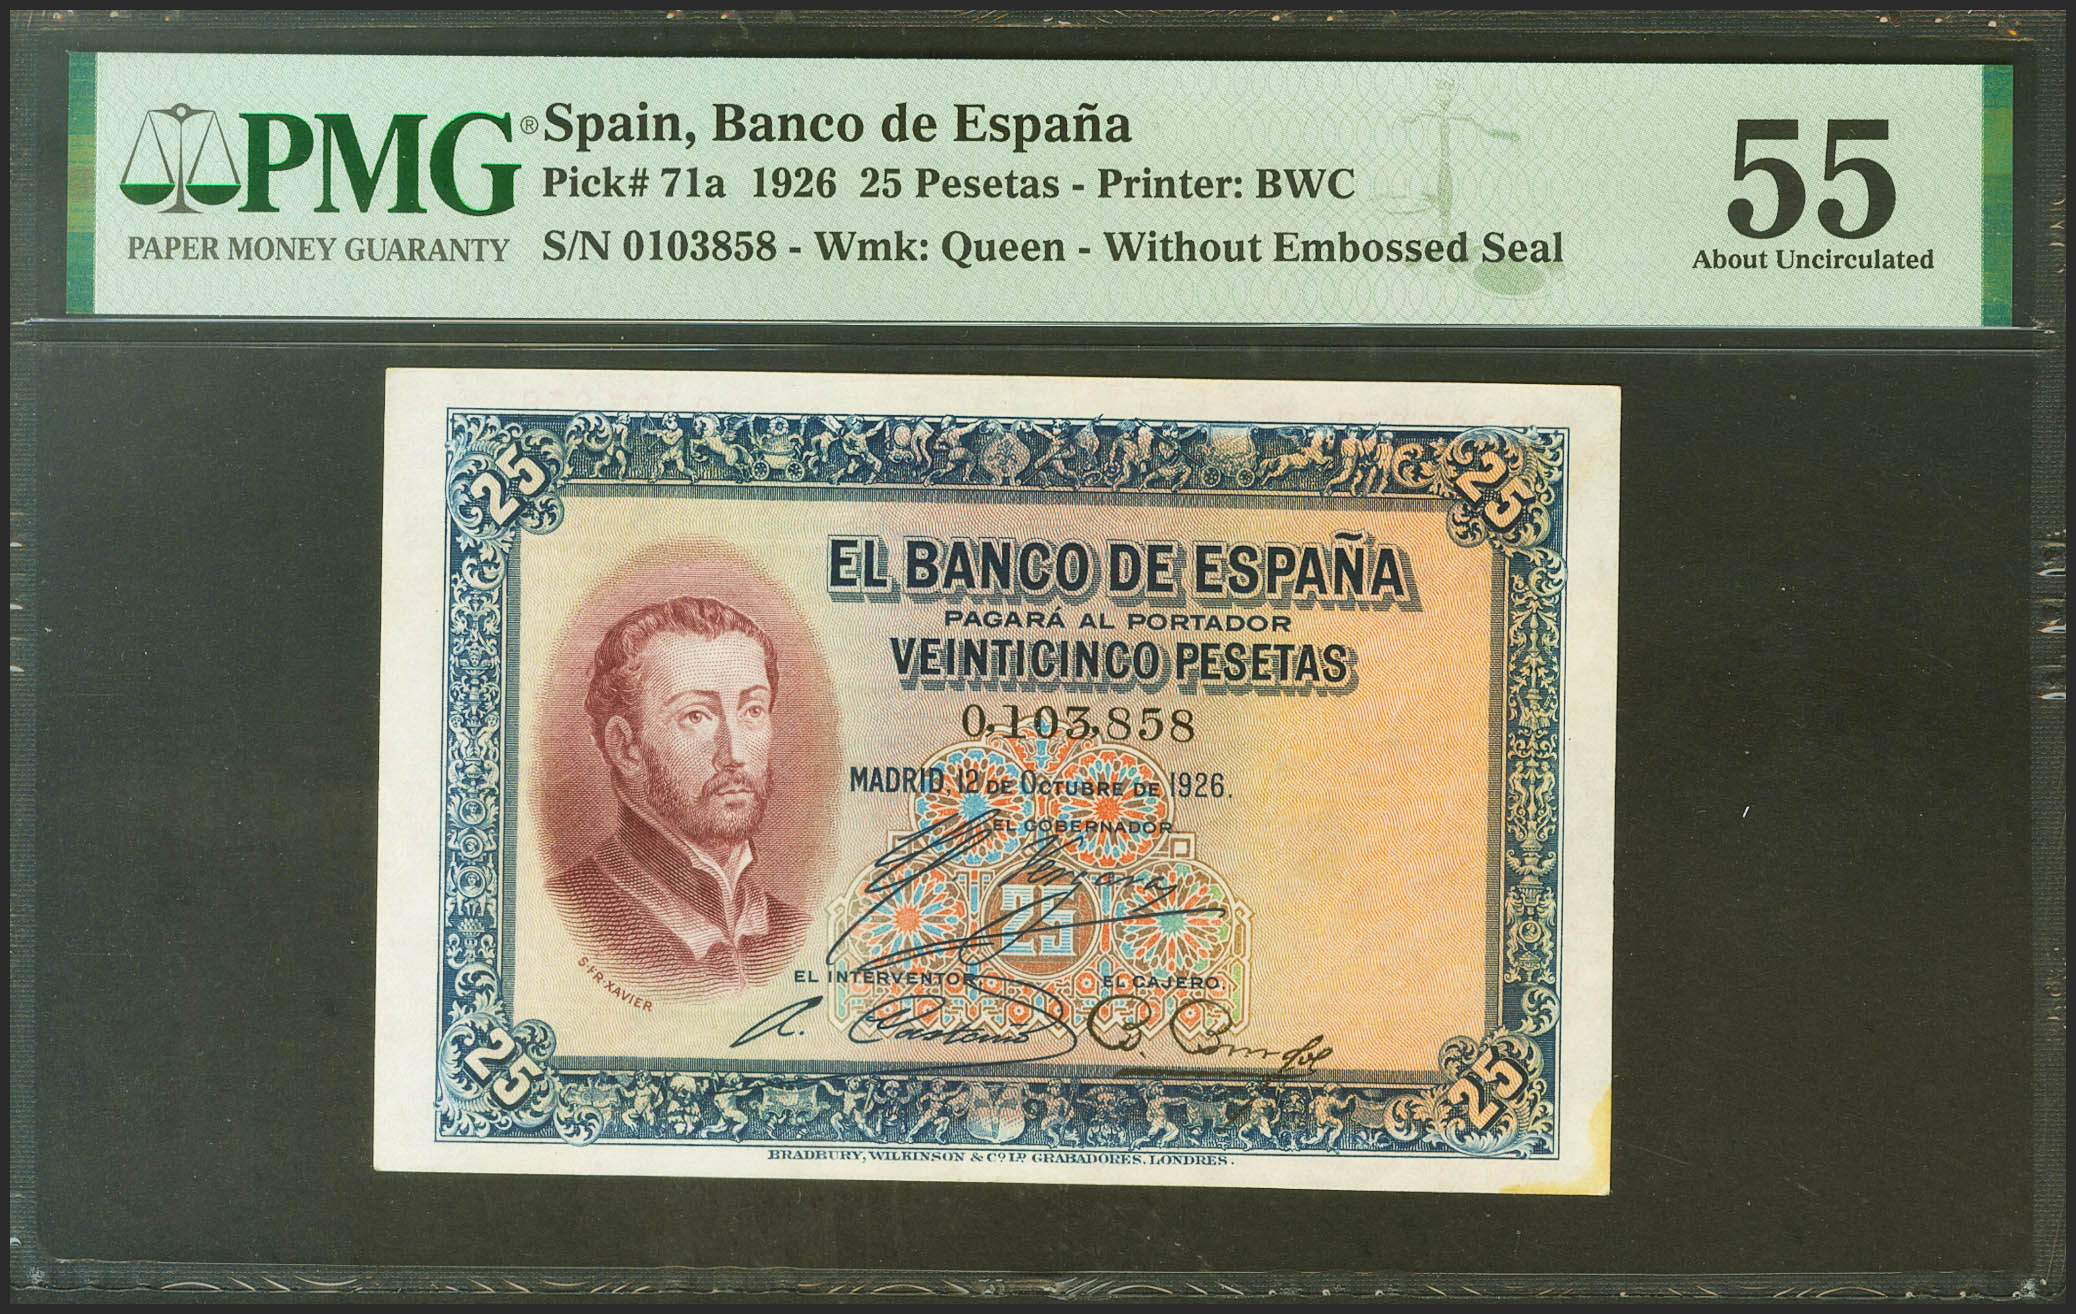 PMG®
PAPER MONEY GUARANTY
Spain, Banco de España
Pick# 71a 1926 25 Pesetas - Printer: BWC
S/N 0103858 - Wmk: Queen - Without Embossed Seal
55
About Uncirculated
25
25
EL BANCO DE ESPAÑA
PAGARÁ AL PORTADOR
VEINTICINCO PESETAS
0,103,858
MADRID, 12 DE OCTUBRE DE 1926.
EL GOBERNADOR.
25
S. FR. XAVIER
EL INTERVENTOR.
EL CAJERO.
A. Castaño
25
25
BRADBURY, WILKINSON & Cº Lᴰ GRABADORES. LONDRES.